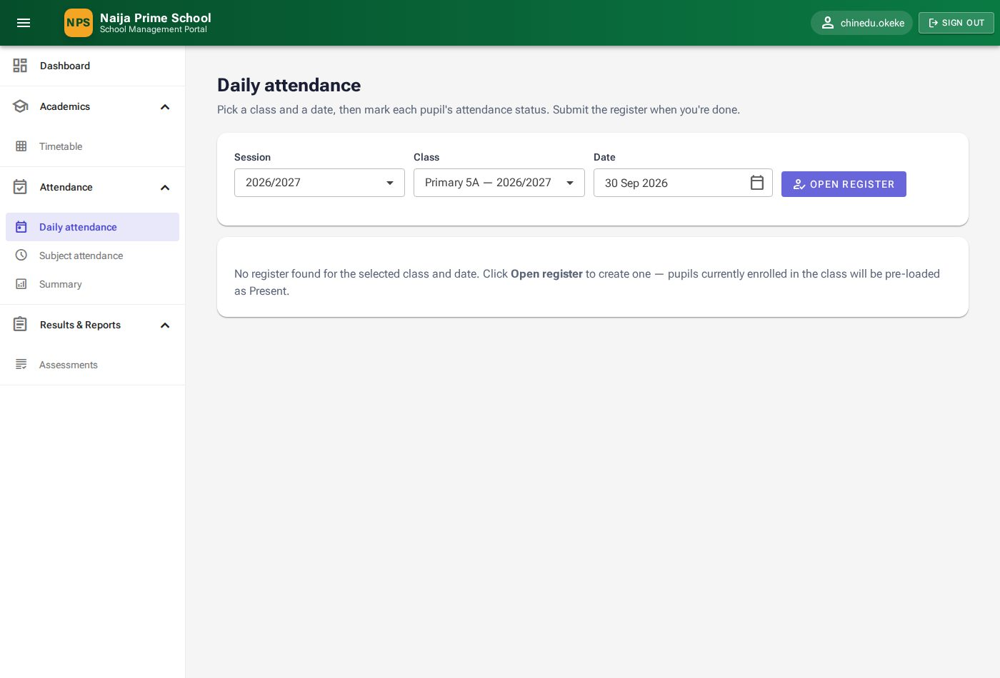 NPS
Naija Prime School
School Management Portal
chinedu.okeke
SIGN OUT
Dashboard
Academics
Timetable
Attendance
Daily attendance
Subject attendance
Summary
Results & Reports
Assessments
Daily attendance
Pick a class and a date, then mark each pupil's attendance status. Submit the register when you're done.
Session
Class
Date
2026/2027
Primary 5A — 2026/2027
30 Sep 2026
OPEN REGISTER
No register found for the selected class and date. Click Open register to create one — pupils currently enrolled in the class will be pre-loaded
as Present.